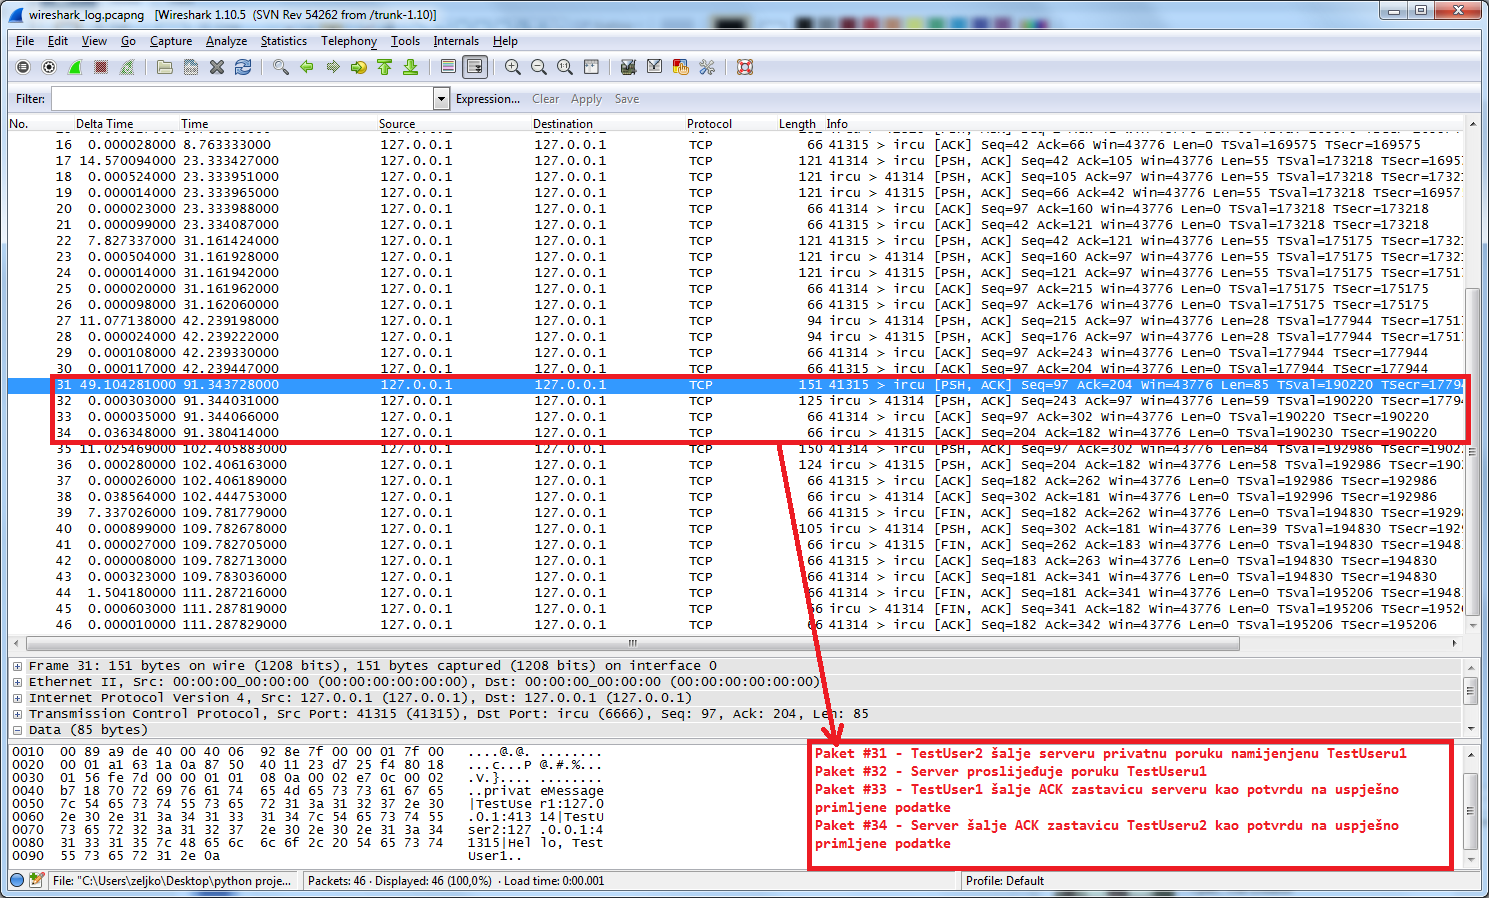 wireshark_log.pcapng [Wireshark 1.10.5 (SVN Rev 54262 from /trunk-1.10)]
File Edit View Go Capture Analyze Statistics Telephony Tools Internals Help
Filter: Expression... Clear Apply Save
No. Delta Time Time Source Destination Protocol Length Info
16 0.000028000 8.763333000 127.0.0.1 127.0.0.1 TCP 66 41315 > ircu [ACK] Seq=42 Ack=66 Win=43776 Len=0 TSval=169575 TSecr=169575
17 14.570094000 23.333427000 127.0.0.1 127.0.0.1 TCP 121 41314 > ircu [PSH, ACK] Seq=42 Ack=105 Win=43776 Len=55 TSval=173218 TSecr=1695
18 0.000524000 23.333951000 127.0.0.1 127.0.0.1 TCP 121 ircu > 41314 [PSH, ACK] Seq=105 Ack=97 Win=43776 Len=55 TSval=173218 TSecr=1732
19 0.000014000 23.333965000 127.0.0.1 127.0.0.1 TCP 121 ircu > 41315 [PSH, ACK] Seq=66 Ack=42 Win=43776 Len=55 TSval=173218 TSecr=16957
20 0.000023000 23.333988000 127.0.0.1 127.0.0.1 TCP 66 41314 > ircu [ACK] Seq=97 Ack=160 Win=43776 Len=0 TSval=173218 TSecr=173218
21 0.000099000 23.334087000 127.0.0.1 127.0.0.1 TCP 66 41315 > ircu [ACK] Seq=42 Ack=121 Win=43776 Len=0 TSval=173218 TSecr=173218
22 7.827337000 31.161424000 127.0.0.1 127.0.0.1 TCP 121 41315 > ircu [PSH, ACK] Seq=42 Ack=121 Win=43776 Len=55 TSval=175175 TSecr=1732
23 0.000504000 31.161928000 127.0.0.1 127.0.0.1 TCP 121 ircu > 41314 [PSH, ACK] Seq=160 Ack=97 Win=43776 Len=55 TSval=175175 TSecr=1732
24 0.000014000 31.161942000 127.0.0.1 127.0.0.1 TCP 121 ircu > 41315 [PSH, ACK] Seq=121 Ack=97 Win=43776 Len=55 TSval=175175 TSecr=1751
25 0.000020000 31.161962000 127.0.0.1 127.0.0.1 TCP 66 41314 > ircu [ACK] Seq=97 Ack=215 Win=43776 Len=0 TSval=175175 TSecr=175175
26 0.000098000 31.162060000 127.0.0.1 127.0.0.1 TCP 66 41315 > ircu [ACK] Seq=97 Ack=176 Win=43776 Len=0 TSval=175175 TSecr=175175
27 11.077138000 42.239198000 127.0.0.1 127.0.0.1 TCP 94 ircu > 41314 [PSH, ACK] Seq=215 Ack=97 Win=43776 Len=28 TSval=177944 TSecr=1751
28 0.000024000 42.239222000 127.0.0.1 127.0.0.1 TCP 94 ircu > 41315 [PSH, ACK] Seq=176 Ack=97 Win=43776 Len=28 TSval=177944 TSecr=1751
29 0.000108000 42.239330000 127.0.0.1 127.0.0.1 TCP 66 41314 > ircu [ACK] Seq=97 Ack=243 Win=43776 Len=0 TSval=177944 TSecr=177944
30 0.000117000 42.239447000 127.0.0.1 127.0.0.1 TCP 66 41315 > ircu [ACK] Seq=97 Ack=204 Win=43776 Len=0 TSval=177944 TSecr=177944
31 49.104281000 91.343728000 127.0.0.1 127.0.0.1 TCP 151 41315 > ircu [PSH, ACK] Seq=97 Ack=204 Win=43776 Len=85 TSval=190220 TSecr=1779
32 0.000303000 91.344031000 127.0.0.1 127.0.0.1 TCP 125 ircu > 41314 [PSH, ACK] Seq=243 Ack=97 Win=43776 Len=59 TSval=190220 TSecr=1779
33 0.000035000 91.344066000 127.0.0.1 127.0.0.1 TCP 66 41314 > ircu [ACK] Seq=97 Ack=302 Win=43776 Len=0 TSval=190220 TSecr=190220
34 0.036348000 91.380414000 127.0.0.1 127.0.0.1 TCP 66 ircu > 41315 [ACK] Seq=204 Ack=182 Win=43776 Len=0 TSval=190230 TSecr=190220
35 11.025469000 102.405883000 127.0.0.1 127.0.0.1 TCP 150 41314 > ircu [PSH, ACK] Seq=97 Ack=302 Win=43776 Len=84 TSval=192986 TSecr=1902
36 0.000280000 102.406163000 127.0.0.1 127.0.0.1 TCP 124 ircu > 41315 [PSH, ACK] Seq=204 Ack=182 Win=43776 Len=58 TSval=192986 TSecr=190
37 0.000026000 102.406189000 127.0.0.1 127.0.0.1 TCP 66 41315 > ircu [ACK] Seq=182 Ack=262 Win=43776 Len=0 TSval=192986 TSecr=192986
38 0.038564000 102.444753000 127.0.0.1 127.0.0.1 TCP 66 ircu > 41314 [ACK] Seq=302 Ack=181 Win=43776 Len=0 TSval=192996 TSecr=192986
39 7.337026000 109.781779000 127.0.0.1 127.0.0.1 TCP 66 41315 > ircu [FIN, ACK] Seq=182 Ack=262 Win=43776 Len=0 TSval=194830 TSecr=1929
40 0.000899000 109.782678000 127.0.0.1 127.0.0.1 TCP 105 ircu > 41314 [PSH, ACK] Seq=302 Ack=181 Win=43776 Len=39 TSval=194830 TSecr=1929
41 0.000027000 109.782705000 127.0.0.1 127.0.0.1 TCP 66 ircu > 41315 [FIN, ACK] Seq=262 Ack=183 Win=43776 Len=0 TSval=194830 TSecr=1948
42 0.000008000 109.782713000 127.0.0.1 127.0.0.1 TCP 66 41315 > ircu [ACK] Seq=183 Ack=263 Win=43776 Len=0 TSval=194830 TSecr=194830
43 0.000323000 109.783036000 127.0.0.1 127.0.0.1 TCP 66 41314 > ircu [ACK] Seq=181 Ack=341 Win=43776 Len=0 TSval=194830 TSecr=194830
44 1.504180000 111.287216000 127.0.0.1 127.0.0.1 TCP 66 41314 > ircu [FIN, ACK] Seq=181 Ack=341 Win=43776 Len=0 TSval=195206 TSecr=1948
45 0.000603000 111.287819000 127.0.0.1 127.0.0.1 TCP 66 ircu > 41314 [FIN, ACK] Seq=341 Ack=182 Win=43776 Len=0 TSval=195206 TSecr=1952
46 0.000010000 111.287829000 127.0.0.1 127.0.0.1 TCP 66 41314 > ircu [ACK] Seq=182 Ack=342 Win=43776 Len=0 TSval=195206 TSecr=195206
Frame 31: 151 bytes on wire (1208 bits), 151 bytes captured (1208 bits) on interface 0
Ethernet II, Src: 00:00:00_00:00:00 (00:00:00:00:00:00), Dst: 00:00:00_00:00:00 (00:00:00:00:00:00)
Internet Protocol Version 4, Src: 127.0.0.1 (127.0.0.1), Dst: 127.0.0.1 (127.0.0.1)
Transmission Control Protocol, Src Port: 41315 (41315), Dst Port: ircu (6666), Seq: 97, Ack: 204, Len: 85
Data (85 bytes)
0010 00 89 a9 de 40 00 40 06 92 8e 7f 00 00 01 7f 00 ....@.@. ........
0020 00 01 a1 63 1a 0a 87 50 40 11 23 d7 25 f4 80 18 ...c...P @.#.%...
0030 01 56 fe 7d 00 00 01 01 08 0a 00 02 e7 0c 00 02 .V.}.... ........
0040 b7 18 70 72 69 76 61 74 65 4d 65 73 73 61 67 65 ..privat eMessage
0050 7c 54 65 73 74 55 73 65 72 31 3a 31 32 37 2e 30 |TestUse r1:127.0
0060 2e 30 2e 31 3a 34 31 33 31 34 7c 54 65 73 74 55 .0.1:413 14|TestU
0070 73 65 72 32 3a 31 32 37 2e 30 2e 30 2e 31 3a 34 ser2:127 .0.0.1:4
0080 31 33 31 35 7c 48 65 6c 6c 6f 2c 20 54 65 73 74 1315|Hel lo, Test
0090 55 73 65 72 31 2e 0a User1..
Paket #31 - TestUser2 šalje serveru privatnu poruku namijenjenu TestUseru1
Paket #32 - Server proslijeđuje poruku TestUseru1
Paket #33 - TestUser1 šalje ACK zastavicu serveru kao potvrdu na uspješno
primljene podatke
Paket #34 - Server šalje ACK zastavicu TestUseru2 kao potvrdu na uspješno
primljene podatke
File: "C:\Users\zeljko\Desktop\python proje... Packets: 46 · Displayed: 46 (100,0%) · Load time: 0:00.001 Profile: Default